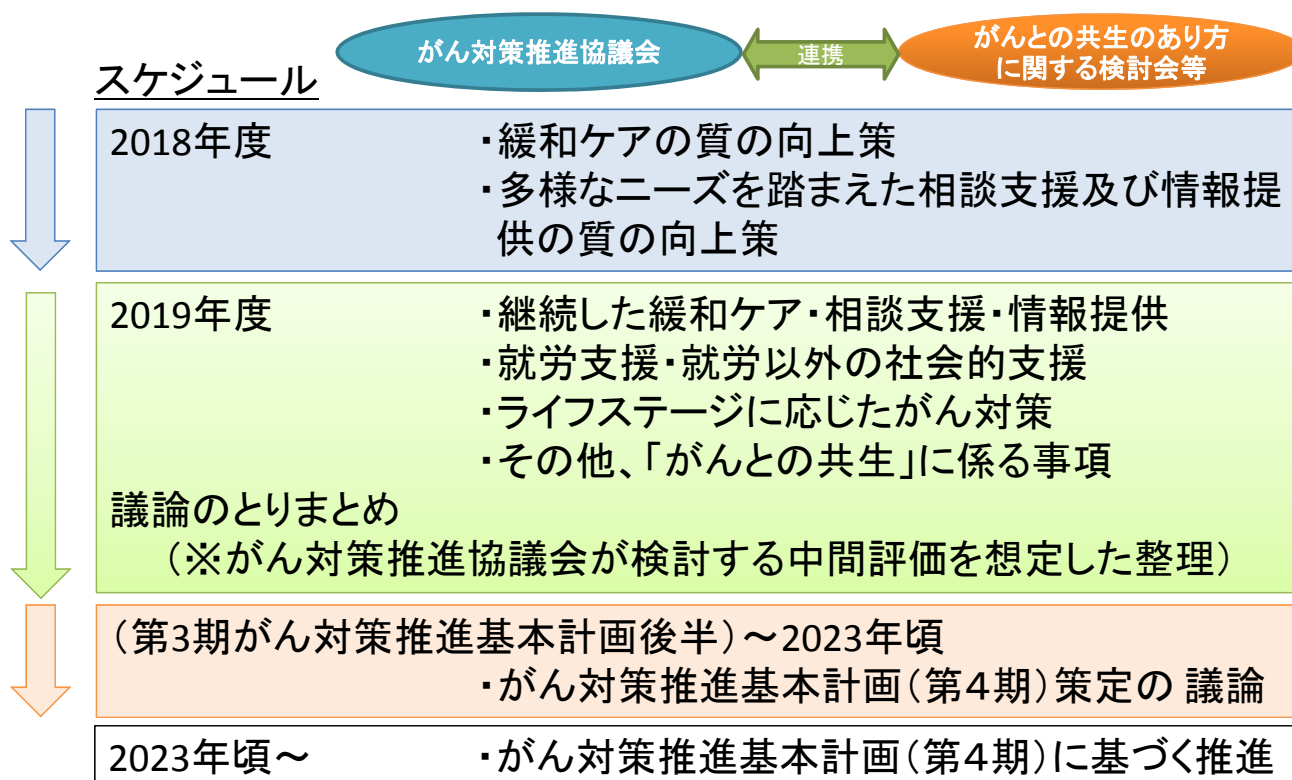 がん対策推進協議会
連携
がんとの共生のあり方
に関する検討会等
スケジュール
2018年度 ・緩和ケアの質の向上策
・多様なニーズを踏まえた相談支援及び情報提
供の質の向上策
2019年度 ・継続した緩和ケア・相談支援・情報提供
・就労支援・就労以外の社会的支援
・ライフステージに応じたがん対策
・その他、「がんとの共生」に係る事項
議論のとりまとめ
（※がん対策推進協議会が検討する中間評価を想定した整理）
（第3期がん対策推進基本計画後半）～2023年頃
・がん対策推進基本計画（第４期）策定の 議論
2023年頃～ ・がん対策推進基本計画（第４期）に基づく推進